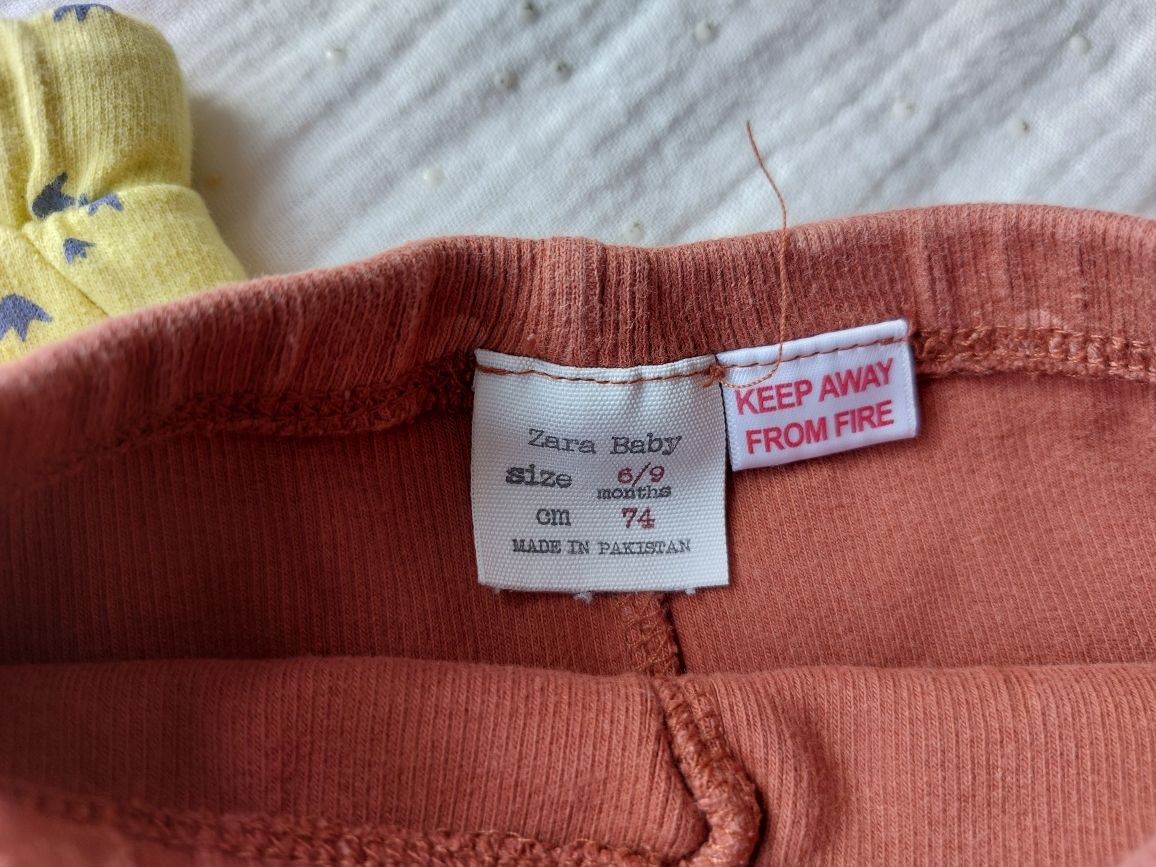 Zara Baby
size 6/9
months
cm 74
MADE IN PAKISTAN
KEEP AWAY
FROM FIRE